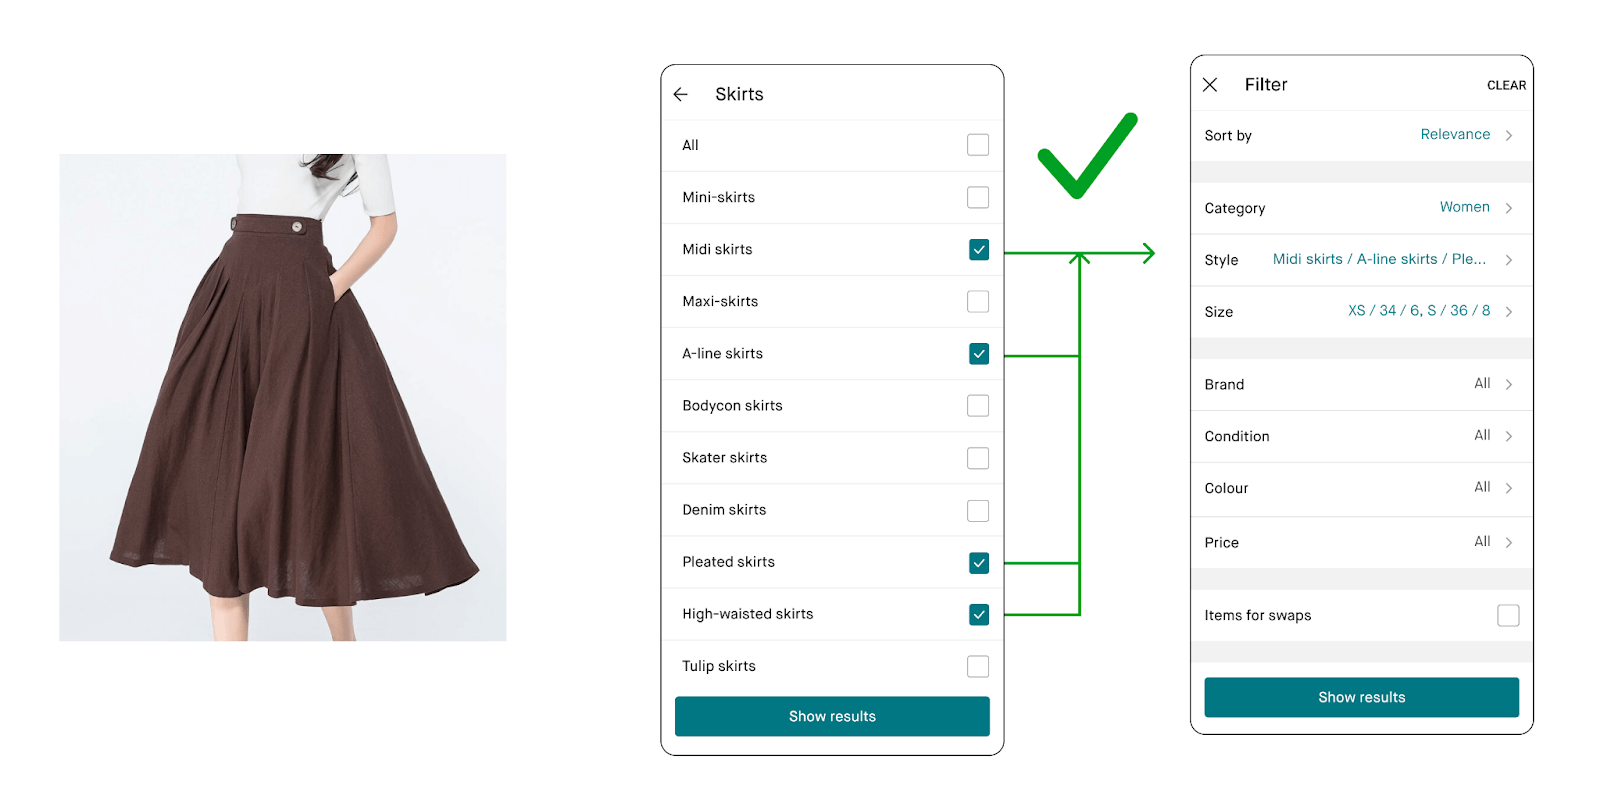 Skirts
All
Mini-skirts
Midi skirts
Maxi-skirts
A-line skirts
Bodycon skirts
Skater skirts
Denim skirts
Pleated skirts
High-waisted skirts
Tulip skirts
Show results
Filter CLEAR
Sort by Relevance
Category Women
Style Midi skirts / A-line skirts / Ple...
Size XS / 34 / 6, S / 36 / 8
Brand All
Condition All
Colour All
Price All
Items for swaps
Show results